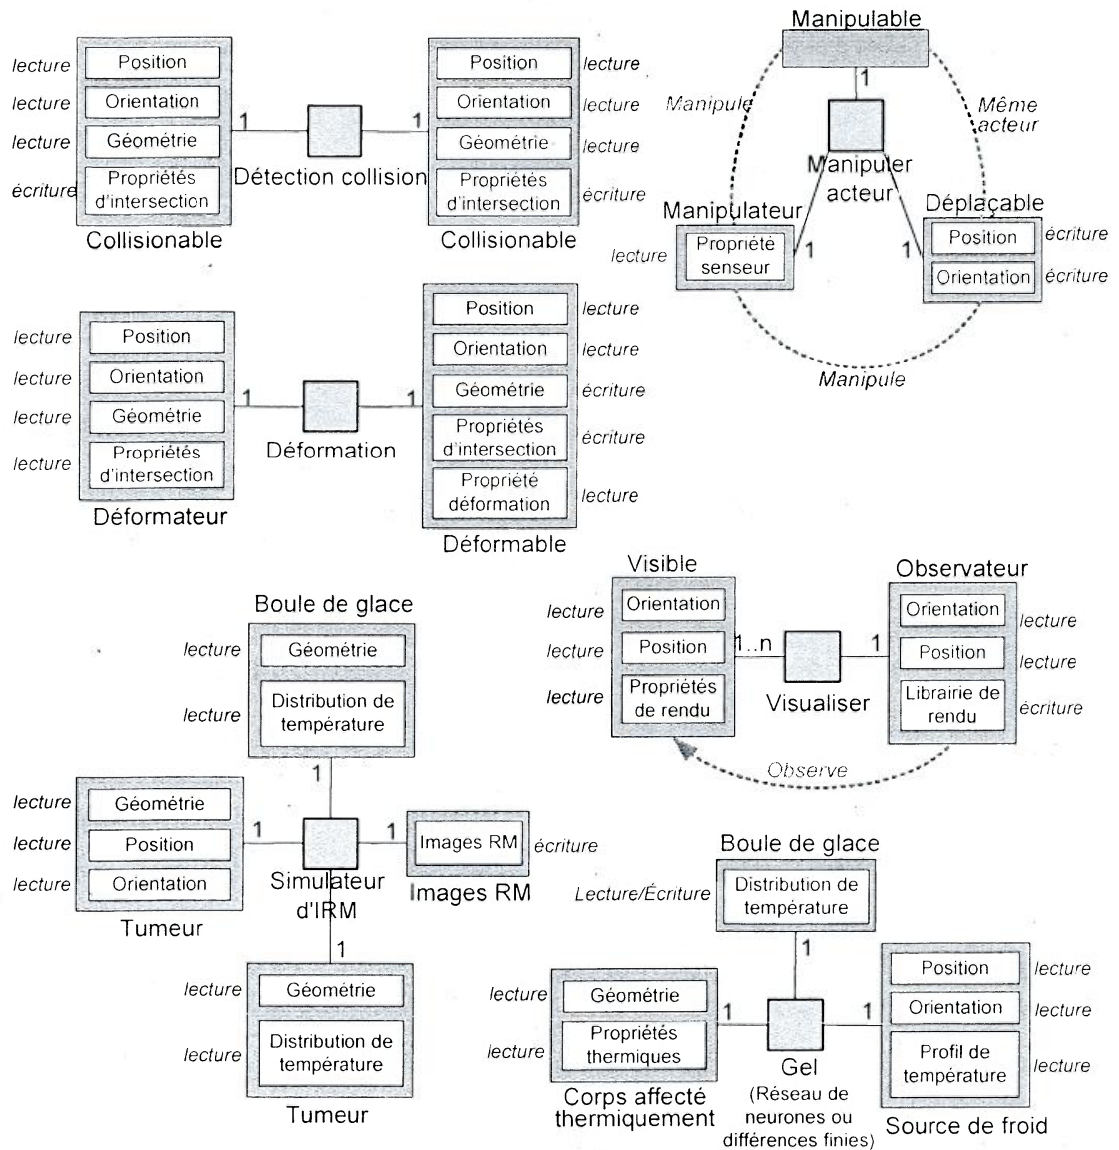 lecture
Position
lecture
Orientation
lecture
Géométrie
écriture
Propriétés
d'intersection
Collisionable
1
Détection collision
1
Position
lecture
Orientation
lecture
Géométrie
lecture
Propriétés
d'intersection
écriture
Collisionable
Manipulable
1
Manipule
Même
acteur
Manipuler
acteur
Manipulateur
lecture
Propriété
senseur
1
1
Déplaçable
Position
écriture
Orientation
écriture
Manipule
lecture
Position
lecture
Orientation
lecture
Géométrie
lecture
Propriétés
d'intersection
Déformateur
1
Déformation
1
Position
lecture
Orientation
lecture
Géométrie
écriture
Propriétés
d'intersection
écriture
Propriété
déformation
lecture
Déformable
Visible
lecture
Orientation
lecture
Position
lecture
Propriétés
de rendu
1..n
Visualiser
1
Observateur
Orientation
lecture
Position
lecture
Librairie de
rendu
écriture
Observe
Boule de glace
lecture
Géométrie
lecture
Distribution de
température
1
lecture
Géométrie
lecture
Position
lecture
Orientation
Tumeur
1
Simulateur
d'IRM
1
Images RM
écriture
Images RM
1
lecture
Géométrie
lecture
Distribution de
température
Tumeur
Boule de glace
Lecture/Écriture
Distribution de
température
1
lecture
Géométrie
lecture
Propriétés
thermiques
Corps affecté
thermiquement
1
Gel
(Réseau de
neurones ou
différences finies)
1
Position
lecture
Orientation
lecture
Profil de
température
lecture
Source de froid